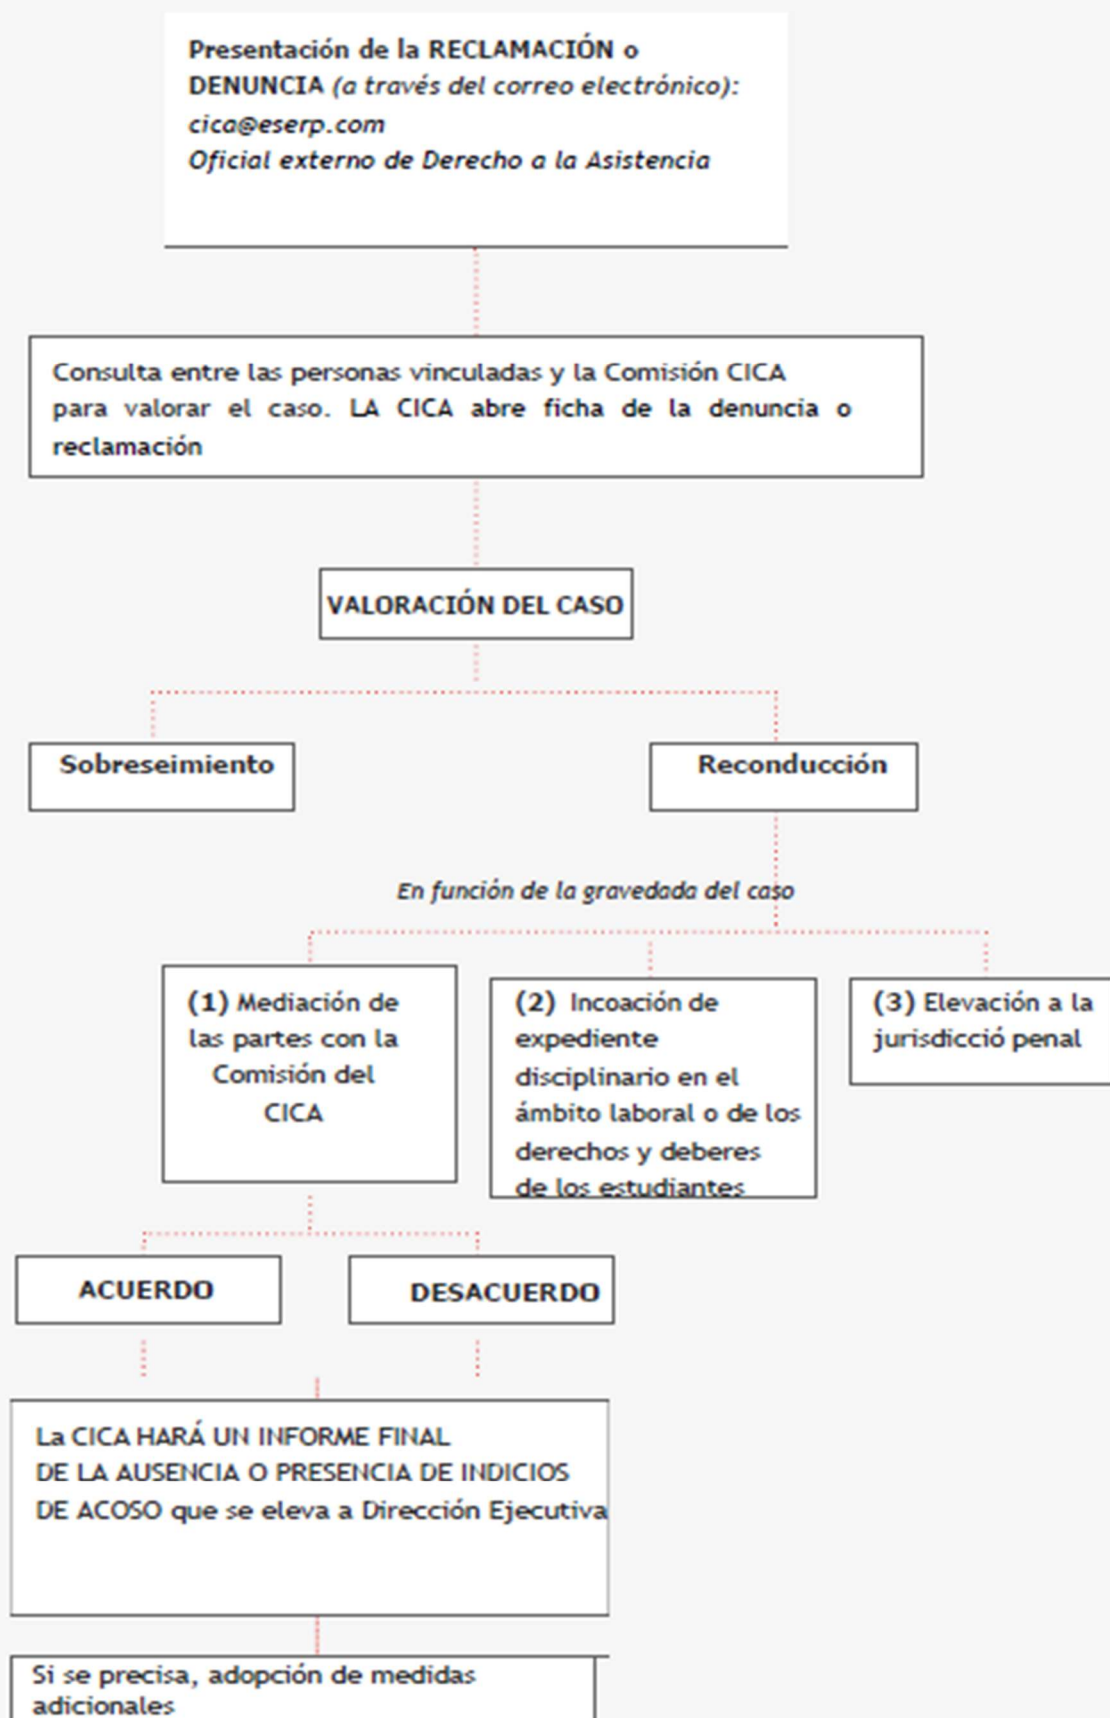 Presentación de la RECLAMACIÓN o
DENUNCIA (a través del correo electrónico):
cica@eserp.com
Oficial externo de Derecho a la Asistencia
Consulta entre las personas vinculadas y la Comisión CICA
para valorar el caso. LA CICA abre ficha de la denuncia o
reclamación
VALORACIÓN DEL CASO
Sobreseimiento
Reconducción
En función de la gravedada del caso
(1) Mediación de
las partes con la
Comisión del
CICA
(2) Incoación de
expediente
disciplinario en el
ámbito laboral o de los
derechos y deberes
de los estudiantes
(3) Elevación a la
jurisdicció penal
ACUERDO
DESACUERDO
La CICA HARÁ UN INFORME FINAL
DE LA AUSENCIA O PRESENCIA DE INDICIOS
DE ACOSO que se eleva a Dirección Ejecutiva
Si se precisa, adopción de medidas
adicionales